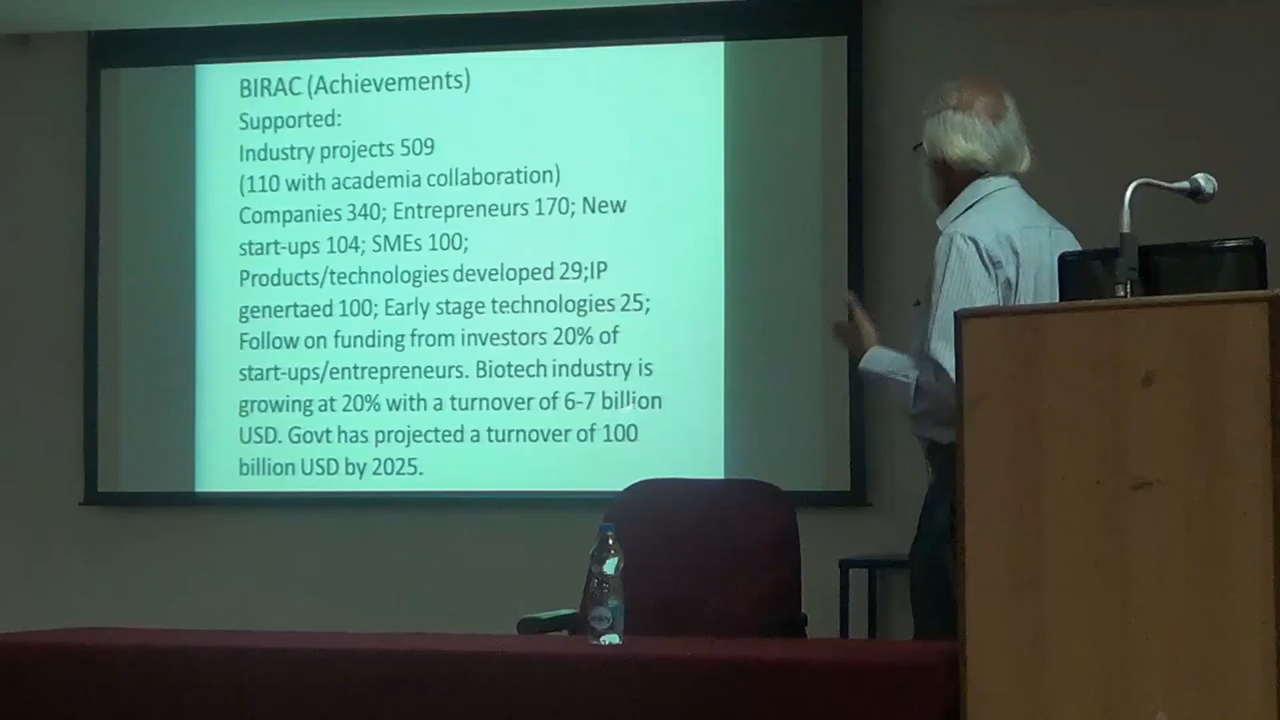 BIRAC (Achievements)
Supported:
Industry projects 509
(110 with academia collaboration)
Companies 340; Entrepreneurs 170; New
start-ups 104; SMEs 100;
Products/technologies developed 29;IP
genertaed 100; Early stage technologies 25;
Follow on funding from investors 20% of
start-ups/entrepreneurs. Biotech industry is
growing at 20% with a turnover of 6-7 billion
USD. Govt has projected a turnover of 100
billion USD by 2025.